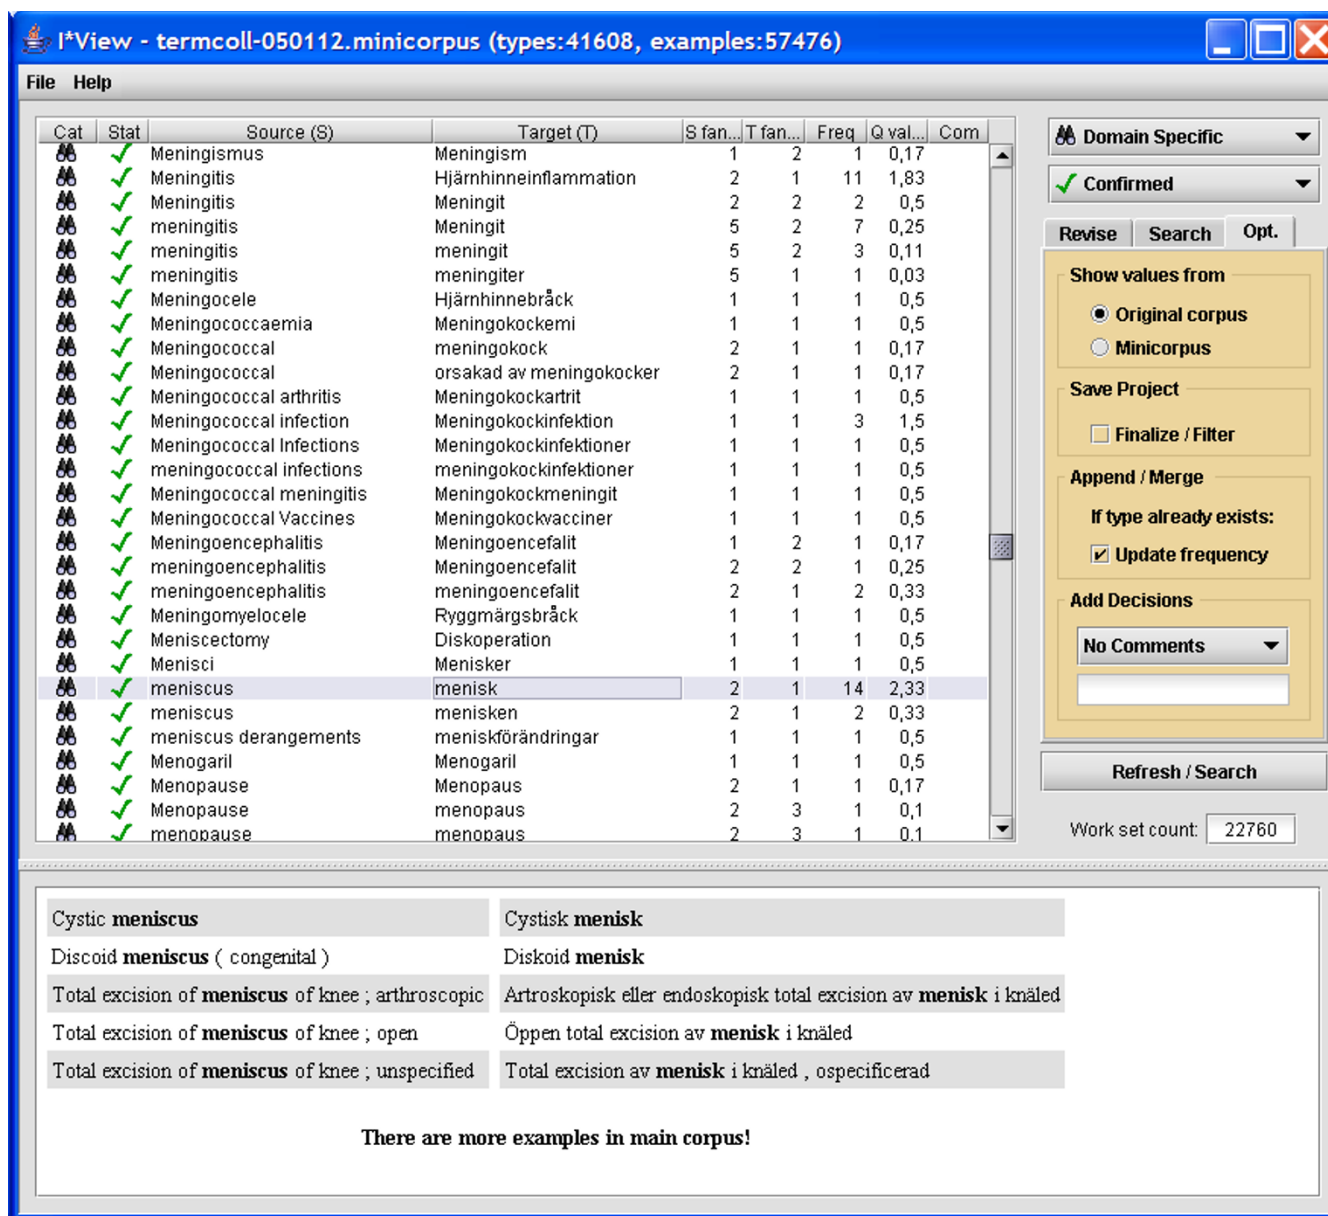 I*View - termcoll-050112.minicorpus (types:41608, examples:57476)
File Help
Cat Stat Source (S) Target (T) S fan... T fan... Freq Q val... Com
Meningismus Meningism 1 2 1 0,17
Meningitis Hjärnhinneinflammation 2 1 11 1,83
Meningitis Meningit 2 2 2 0,5
meningitis Meningit 5 2 7 0,25
meningitis meningit 5 2 3 0,11
meningitis meningiter 5 1 1 0,03
Meningocele Hjärnhinnebråck 1 1 1 0,5
Meningococcaemia Meningokockemi 1 1 1 0,5
Meningococcal meningokock 2 1 1 0,17
Meningococcal orsakad av meningokocker 2 1 1 0,17
Meningococcal arthritis Meningokockartrit 1 1 1 0,5
Meningococcal infection Meningokockinfektion 1 1 3 1,5
Meningococcal Infections Meningokockinfektioner 1 1 1 0,5
meningococcal infections meningokockinfektioner 1 1 1 0,5
Meningococcal meningitis Meningokockmeningit 1 1 1 0,5
Meningococcal Vaccines Meningokockvacciner 1 1 1 0,5
Meningoencephalitis Meningoencefalit 1 2 1 0,17
meningoencephalitis Meningoencefalit 2 2 1 0,25
meningoencephalitis meningoencefalit 2 1 2 0,33
Meningomyelocele Ryggmärgsbråck 1 1 1 0,5
Meniscectomy Diskoperation 1 1 1 0,5
Menisci Menisker 1 1 1 0,5
meniscus menisk 2 1 14 2,33
meniscus menisken 2 1 2 0,33
meniscus derangements meniskförändringar 1 1 1 0,5
Menogaril Menogaril 1 1 1 0,5
Menopause Menopaus 2 1 1 0,17
Menopause menopaus 2 3 1 0,1
menopause menopaus 2 3 1 0,1
Domain Specific
Confirmed
Revise Search Opt.
Show values from
Original corpus
Minicorpus
Save Project
Finalize / Filter
Append / Merge
If type already exists:
Update frequency
Add Decisions
No Comments
Refresh / Search
Work set count: 22760
Cystic meniscus Cystisk menisk
Discoid meniscus ( congenital ) Diskoid menisk
Total excision of meniscus of knee ; arthroscopic Artroskopisk eller endoskopisk total excision av menisk i knäled
Total excision of meniscus of knee ; open Öppen total excision av menisk i knäled
Total excision of meniscus of knee ; unspecified Total excision av menisk i knäled , ospecificerad
There are more examples in main corpus!